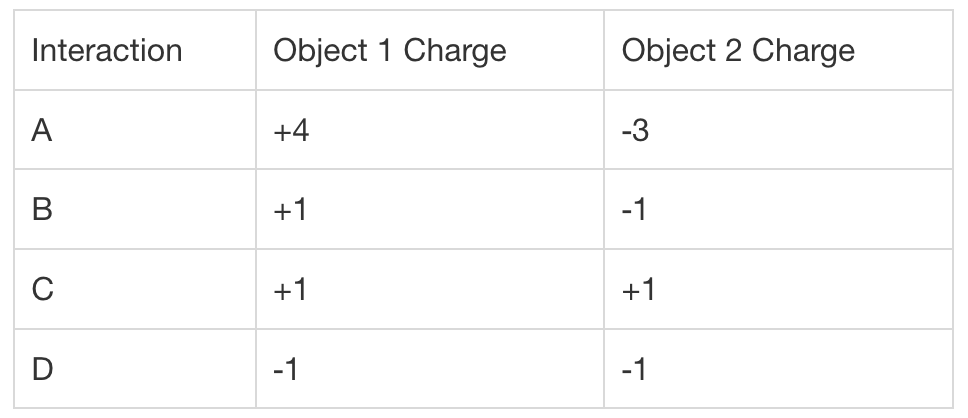 Interaction Object 1 Charge Object 2 Charge
A +4 -3
B +1 -1
C +1 +1
D -1 -1